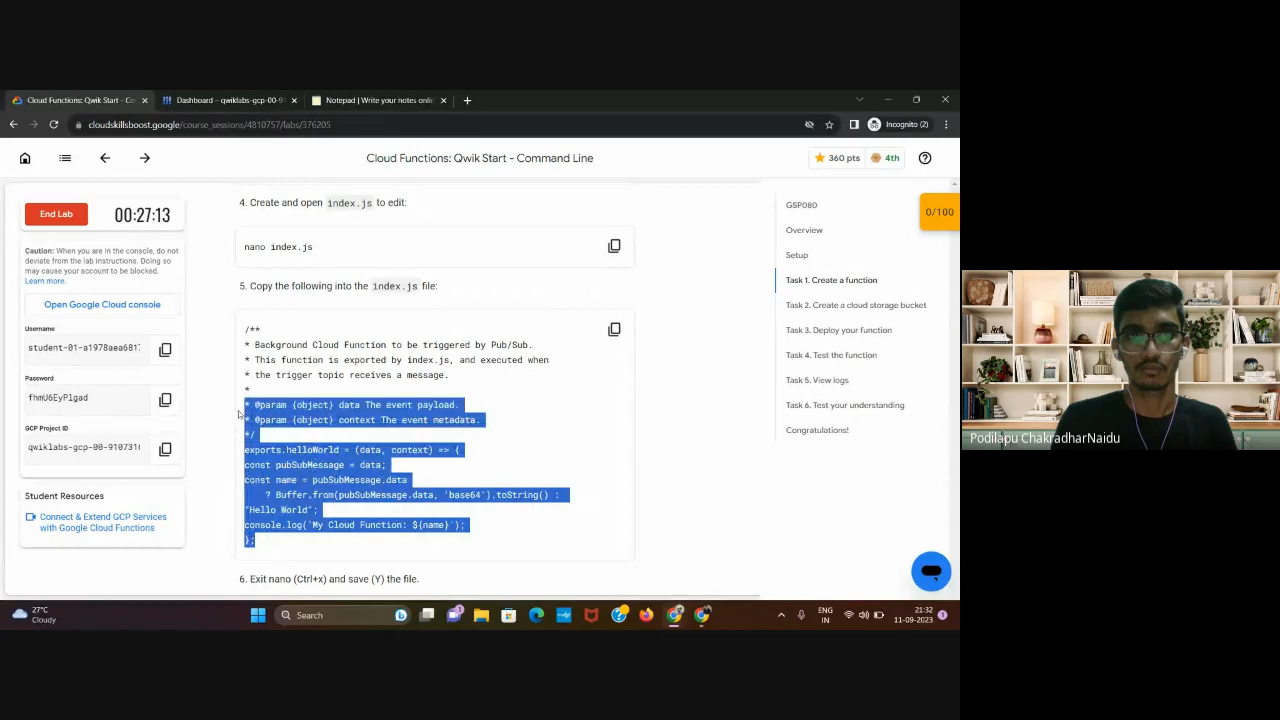 Cloud Functions: Qwik Start - Co
Dashboard – qwiklabs-gcp-00-91
Notepad | Write your notes onlin
cloudskillsboost.google/course_sessions/4810757/labs/376205
Incognito (2)
Cloud Functions: Qwik Start - Command Line
360 pts
4th
End Lab
00:27:13
Caution: When you are in the console, do not
deviate from the lab instructions. Doing so
may cause your account to be blocked.
Learn more.
Open Google Cloud console
Username
student-01-a1978aea681
Password
fhmU6EyPlgad
GCP Project ID
qwiklabs-gcp-00-910731
Student Resources
Connect & Extend GCP Services
with Google Cloud Functions
4. Create and open index.js to edit:
nano index.js
5. Copy the following into the index.js file:
/**
* Background Cloud Function to be triggered by Pub/Sub.
* This function is exported by index.js, and executed when
* the trigger topic receives a message.
*
* @param {object} data The event payload.
* @param {object} context The event metadata.
*/
exports.helloWorld = (data, context) => {
const pubSubMessage = data;
const name = pubSubMessage.data
? Buffer.from(pubSubMessage.data, 'base64').toString() :
"Hello World";
console.log(`My Cloud Function: ${name}`);
};
6. Exit nano (Ctrl+x) and save (Y) the file.
GSP080
Overview
Setup
Task 1. Create a function
Task 2. Create a cloud storage bucket
Task 3. Deploy your function
Task 4. Test the function
Task 5. View logs
Task 6. Test your understanding
Congratulations!
0/100
Podilapu ChakradharNaidu
27°C
Cloudy
Search
ENG
IN
21:32
11-09-2023